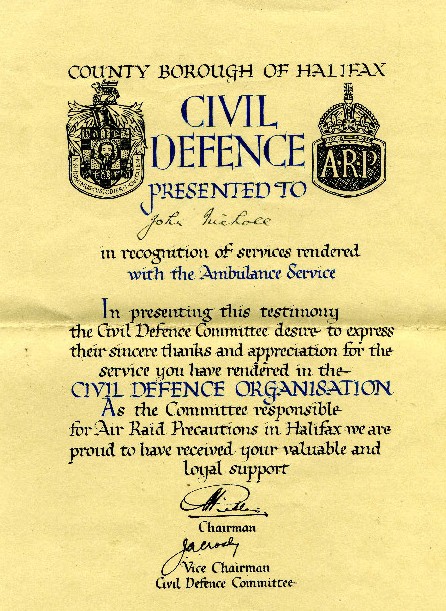 COUNTY BOROUGH OF HALIFAX
CIVIL
DEFENCE
A·R·P
PRESENTED TO
John Nicholl
in recognition of services rendered
with the Ambulance Service
In presenting this testimony
the Civil Defence Committee desire to express
their sincere thanks and appreciation for the
service you have rendered in the
CIVIL DEFENCE ORGANISATION
As the Committee responsible
for Air Raid Precautions in Halifax we are
proud to have received your valuable and
loyal support
Chairman
Vice Chairman
Civil Defence Committee